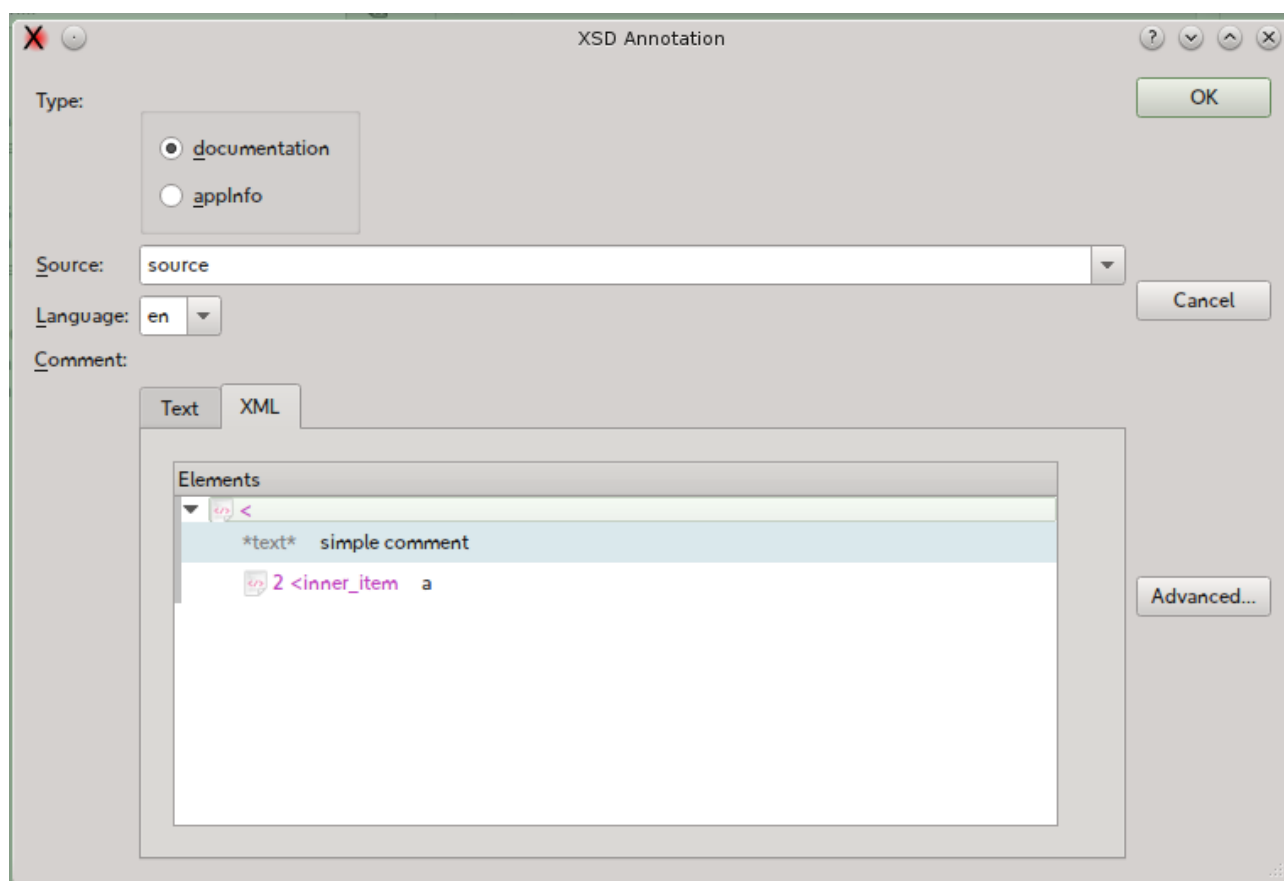 XSD Annotation
Type:
OK
documentation
appInfo
Source: source
Cancel
Language: en
Comment:
Text XML
Elements
<
*text* simple comment
2 <inner_item a
Advanced...